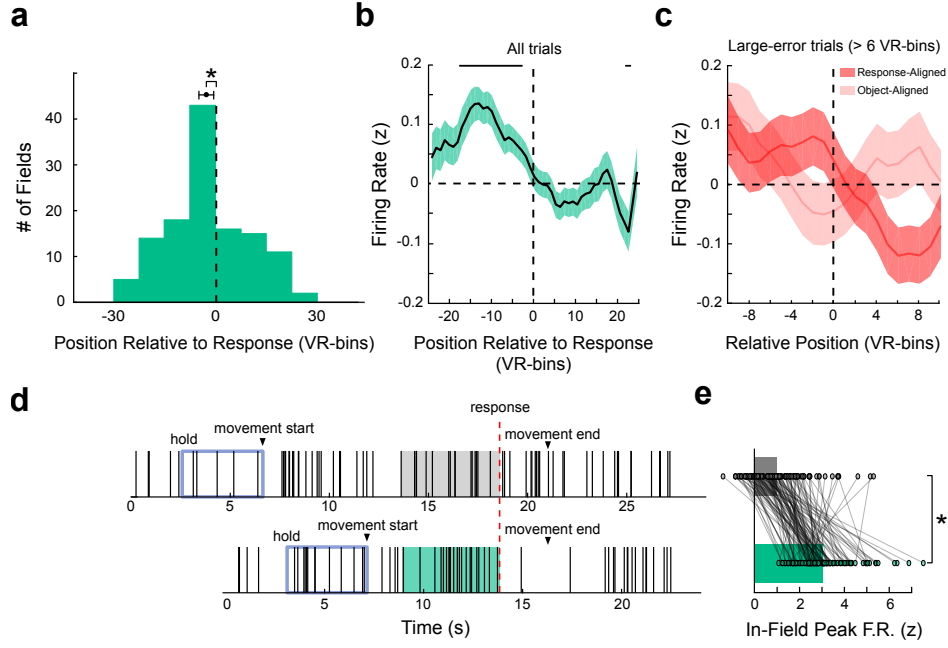 a
# of Fields
40
30
20
10
0
-30
0
30
*
Position Relative to Response (VR-bins)
b
All trials
Firing Rate (z)
0.2
0.1
0
-0.1
-0.2
-20
-10
0
10
20
Position Relative to Response
(VR-bins)
c
Large-error trials (> 6 VR-bins)
Response-Aligned
Object-Aligned
Firing Rate (z)
0.2
0.1
0
-0.1
-0.2
-8
-4
0
4
8
Relative Position (VR-bins)
d
response
movement start
hold
movement end
0
5
10
15
20
25
movement start
hold
movement end
0
5
10
15
20
Time (s)
e
*
0
2
4
6
In-Field Peak F.R. (z)